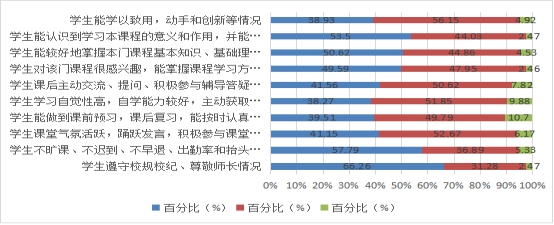 学生能学以致用，动手和创新等情况 38.93 56.15 4.92
学生能认识到学习本课程的意义和作用，并能… 53.5 44.03 2.47
学生能较好地掌握本门课程基本知识、基础理… 50.62 44.86 4.53
学生对该门课程很感兴趣，能掌握课程学习方… 49.59 47.95 2.46
学生课后主动交流、提问、积极参与辅导答疑… 41.56 50.62 7.82
学生学习自觉性高，自学能力较好，主动获取… 38.27 51.85 9.88
学生能做到课前预习，课后复习，能按时认真… 39.51 49.79 10.7
学生课堂气氛活跃，踊跃发言，积极参与课堂… 41.15 52.67 6.17
学生不旷课、不迟到、不早退、出勤率和抬头… 57.79 36.89 5.33
学生遵守校规校纪、尊敬师长情况 66.26 31.28 2.47
0% 10% 20% 30% 40% 50% 60% 70% 80% 90% 100%
百分比（%） 百分比（%） 百分比（%）